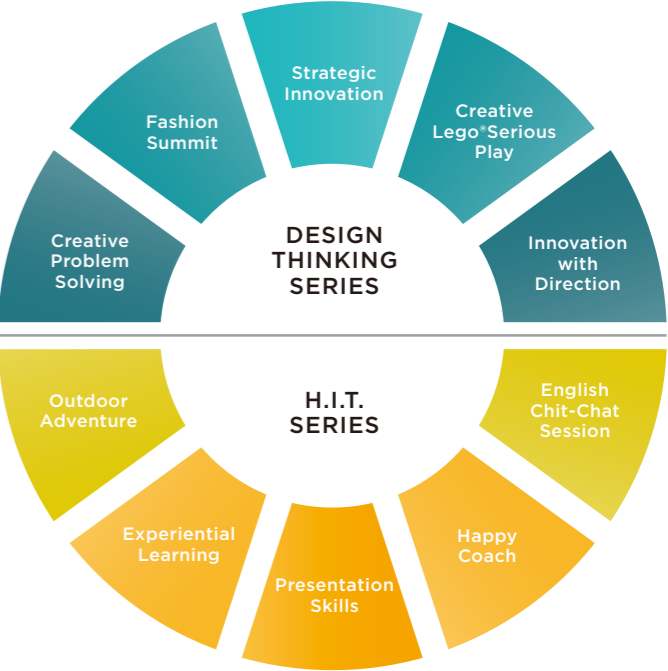 Strategic
Innovation
Fashion
Summit
Creative
Lego®Serious
Play
Creative
Problem
Solving
DESIGN
THINKING
SERIES
Innovation
with
Direction
Outdoor
Adventure
H.I.T.
SERIES
English
Chit-Chat
Session
Experiential
Learning
Presentation
Skills
Happy
Coach